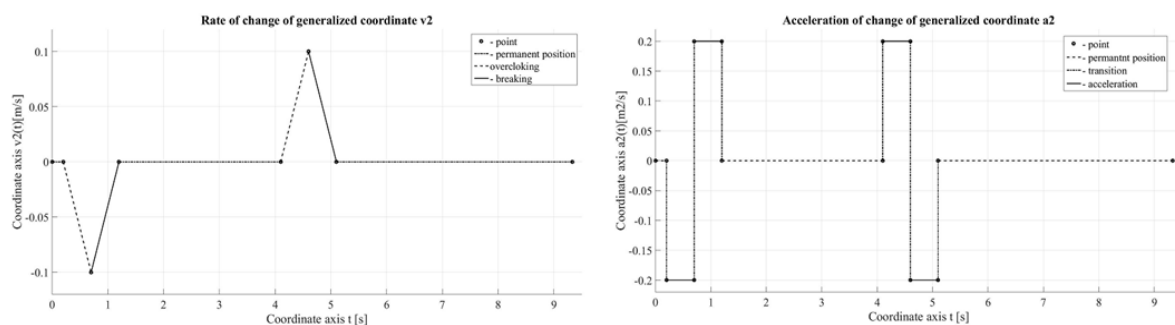 Rate of change of generalized coordinate v2
- point
- permanent position
overcloking
- breaking
0.1
0.05
0
-0.05
-0.1
Coordinate axis v2(t)[m/s]
0 1 2 3 4 5 6 7 8 9
Coordinate axis t [s]
Acceleration of change of generalized coordinate a2
- point
- permantnt position
- transition
- acceleration
0.2
0.15
0.1
0.05
0
-0.05
-0.1
-0.15
-0.2
Coordinate axis a2(t)[m2/s]
0 1 2 3 4 5 6 7 8 9
Coordinate axis t [s]